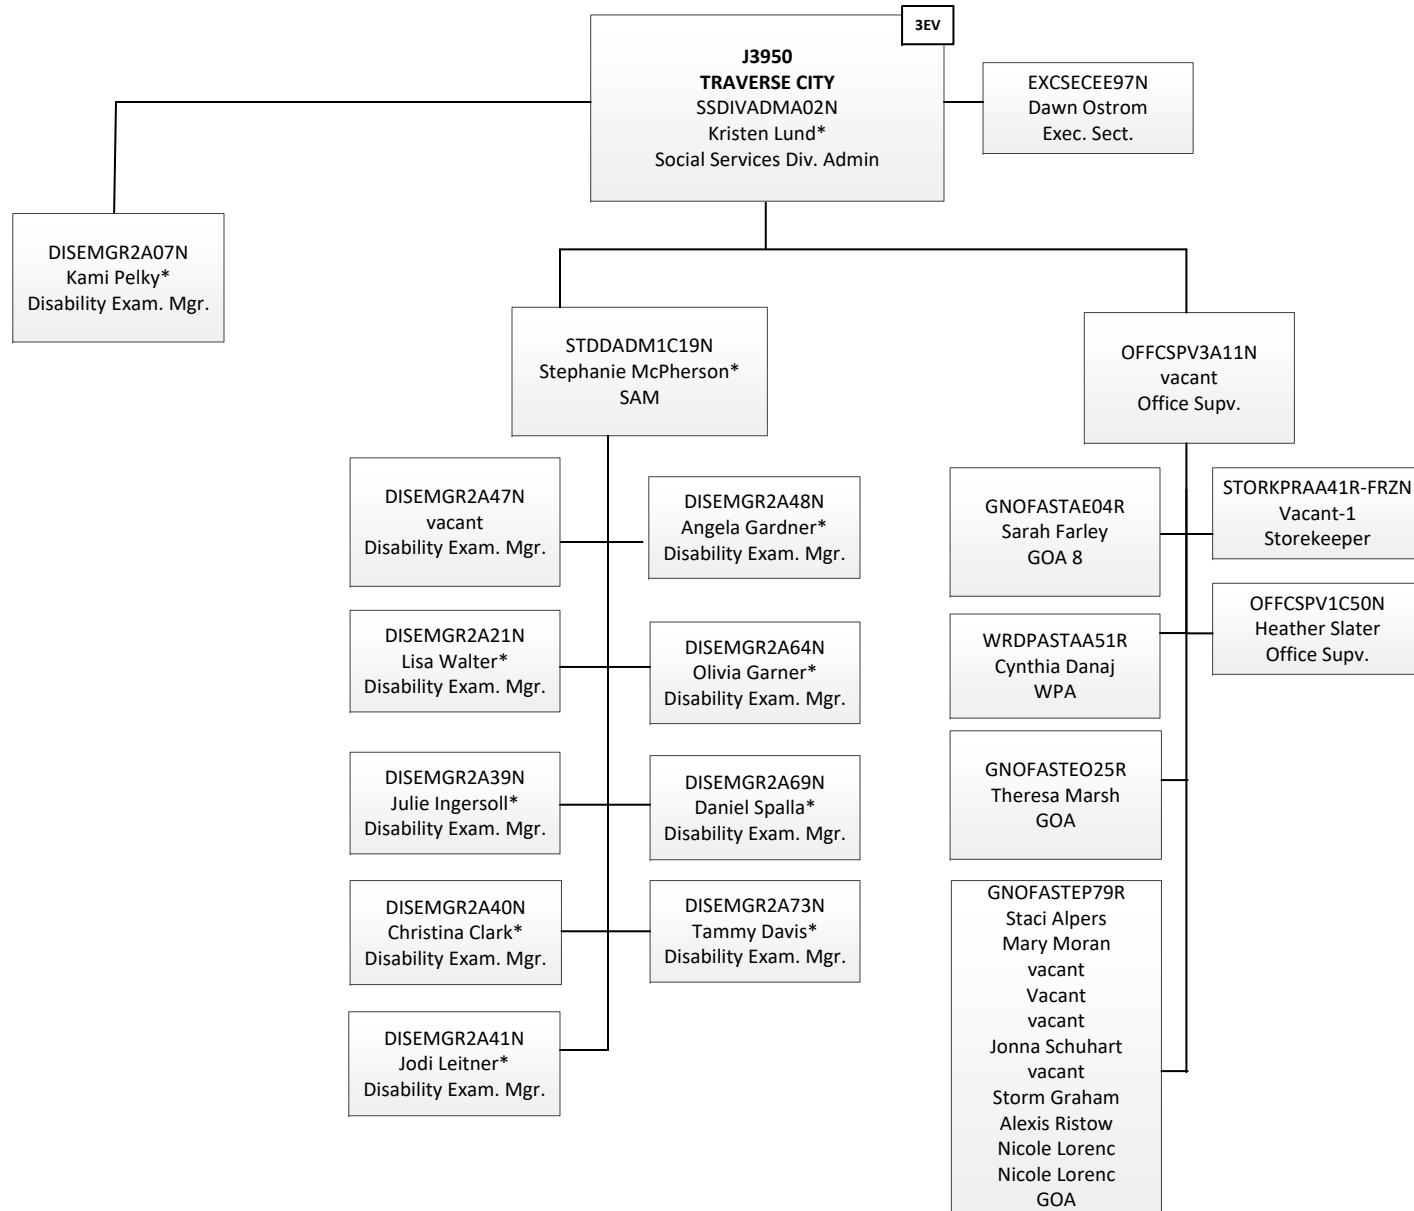 3EV
J3950
TRAVERSE CITY
SSDIVADMA02N
Kristen Lund*
Social Services Div. Admin
EXCSECEE97N
Dawn Ostrom
Exec. Sect.
DISEMGR2A07N
Kami Pelky*
Disability Exam. Mgr.
STDDADM1C19N
Stephanie McPherson*
SAM
OFFCSPV3A11N
vacant
Office Supv.
DISEMGR2A47N
vacant
Disability Exam. Mgr.
DISEMGR2A48N
Angela Gardner*
Disability Exam. Mgr.
GNOFASTAE04R
Sarah Farley
GOA 8
STORKPRAA41R-FRZN
Vacant-1
Storekeeper
DISEMGR2A21N
Lisa Walter*
Disability Exam. Mgr.
DISEMGR2A64N
Olivia Garner*
Disability Exam. Mgr.
WRDPASTAA51R
Cynthia Danaj
WPA
OFFCSPV1C50N
Heather Slater
Office Supv.
DISEMGR2A39N
Julie Ingersoll*
Disability Exam. Mgr.
DISEMGR2A69N
Daniel Spalla*
Disability Exam. Mgr.
GNOFASTEO25R
Theresa Marsh
GOA
DISEMGR2A40N
Christina Clark*
Disability Exam. Mgr.
DISEMGR2A73N
Tammy Davis*
Disability Exam. Mgr.
DISEMGR2A41N
Jodi Leitner*
Disability Exam. Mgr.
GNOFASTEP79R
Staci Alpers
Mary Moran
vacant
Vacant
vacant
Jonna Schuhart
vacant
Storm Graham
Alexis Ristow
Nicole Lorenc
Nicole Lorenc
GOA